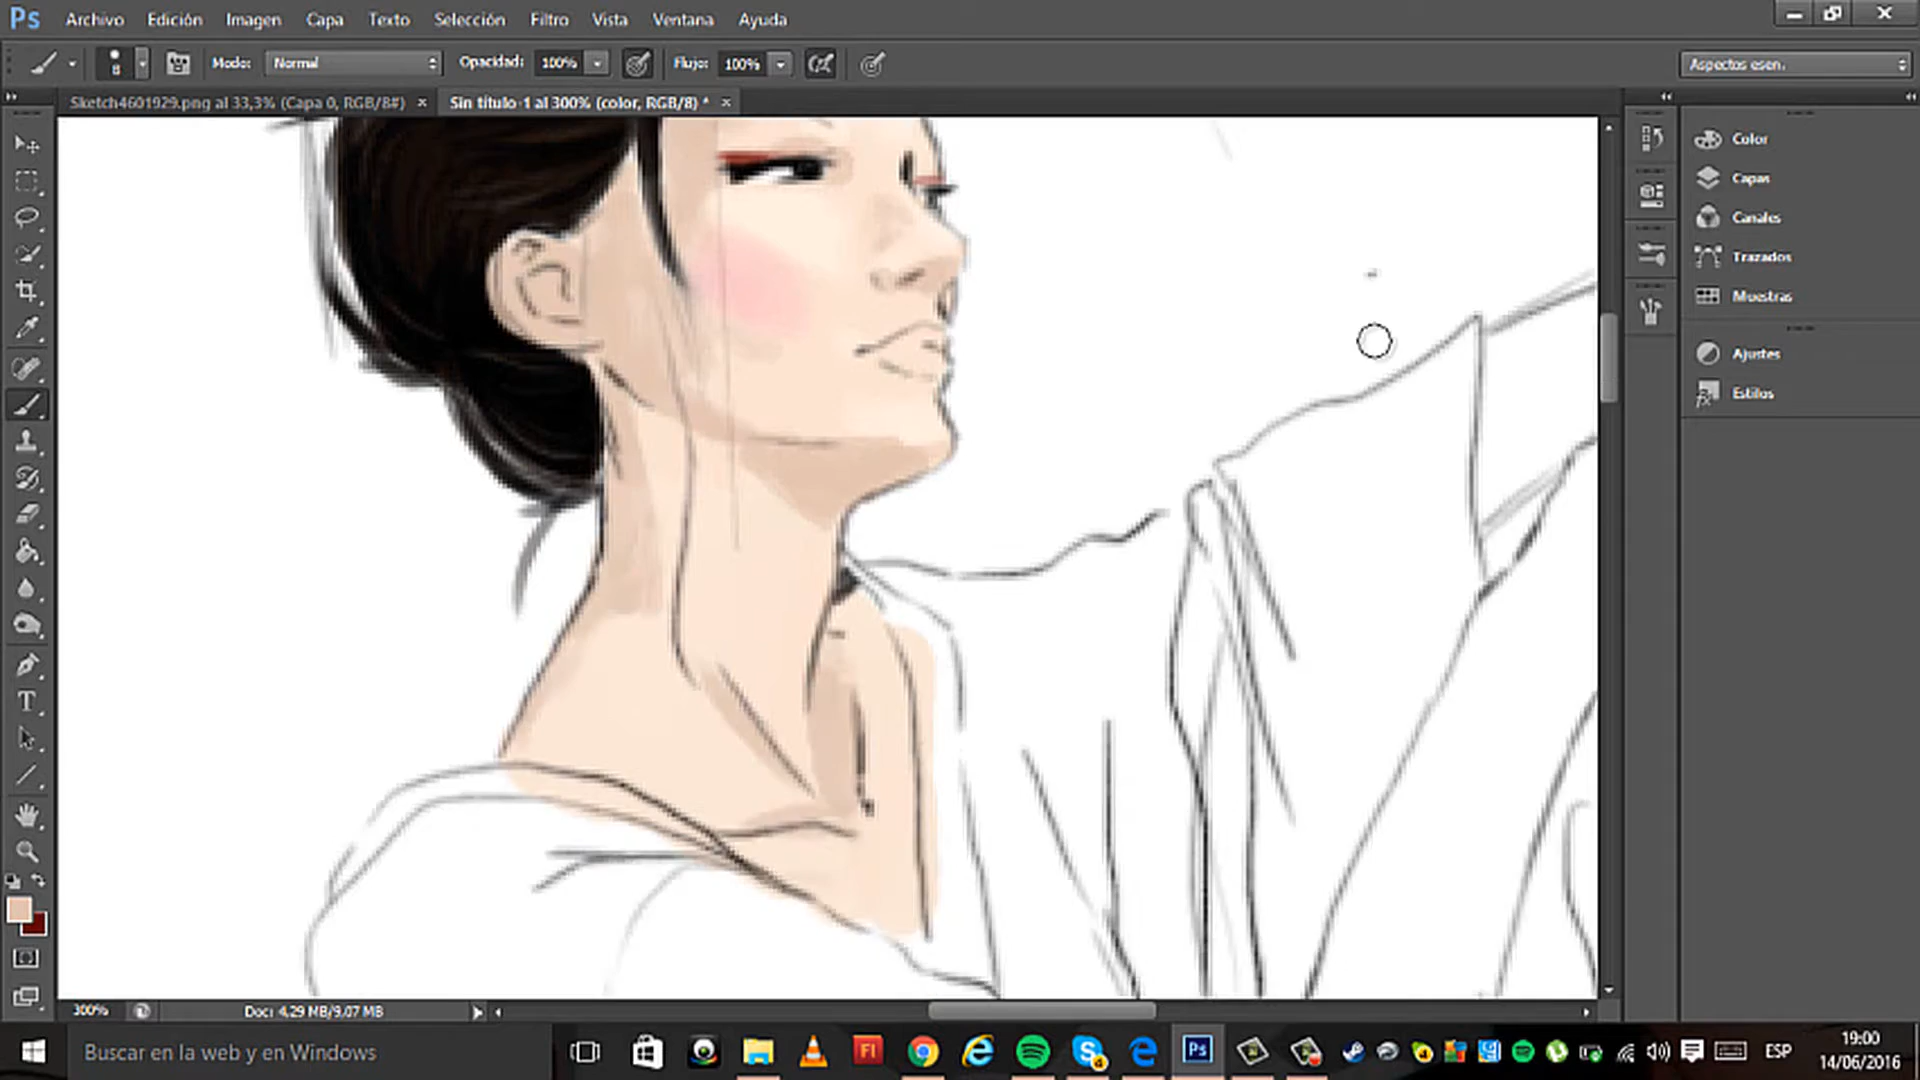 Ps Archivo Edición Imagen Capa Texto Selección Filtro Vista Ventana Ayuda
8 Modo: Normal Opacidad: 100% Flujo: 100% Aspectos esen.
Sketch4601929.png al 33,3% (Capa 0, RGB/8#) × Sin título-1 al 300% (color, RGB/8) * ×
Color
Capas
Canales
Trazados
Muestras
Ajustes
Estilos
300% Doc: 4,29 MB/9,07 MB
Buscar en la web y en Windows
Fl
Ps
ESP
19:00
14/06/2016